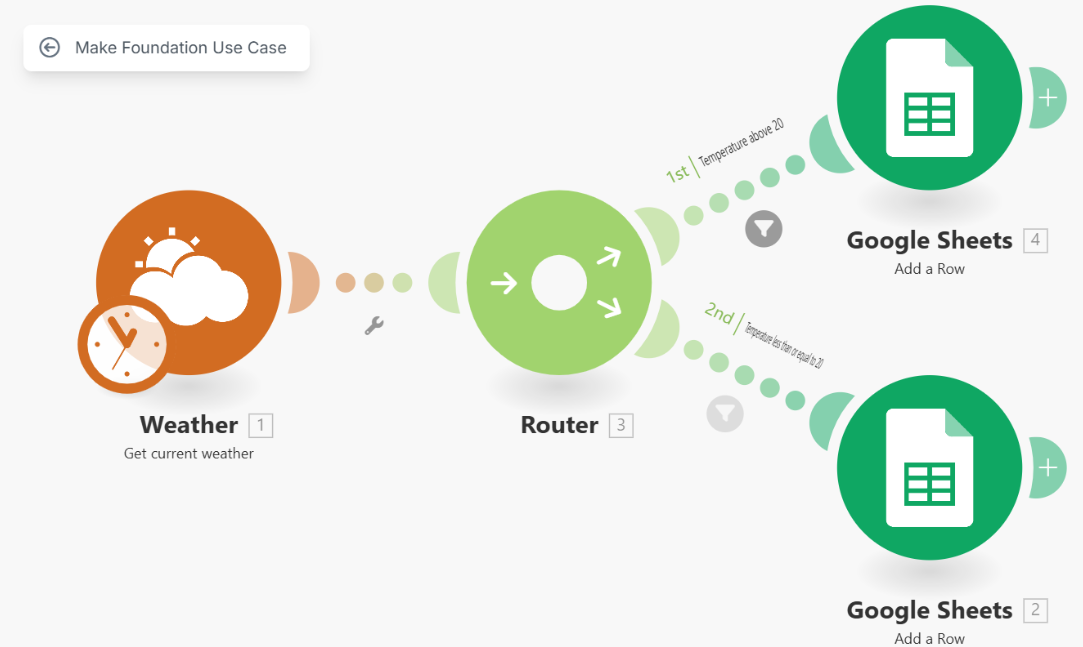 Make Foundation Use Case
1st | Temperature above 20
Google Sheets 4
Add a Row
2nd | Temperature less than or equal to 20
Weather 1
Get current weather
Router 3
Google Sheets 2
Add a Row